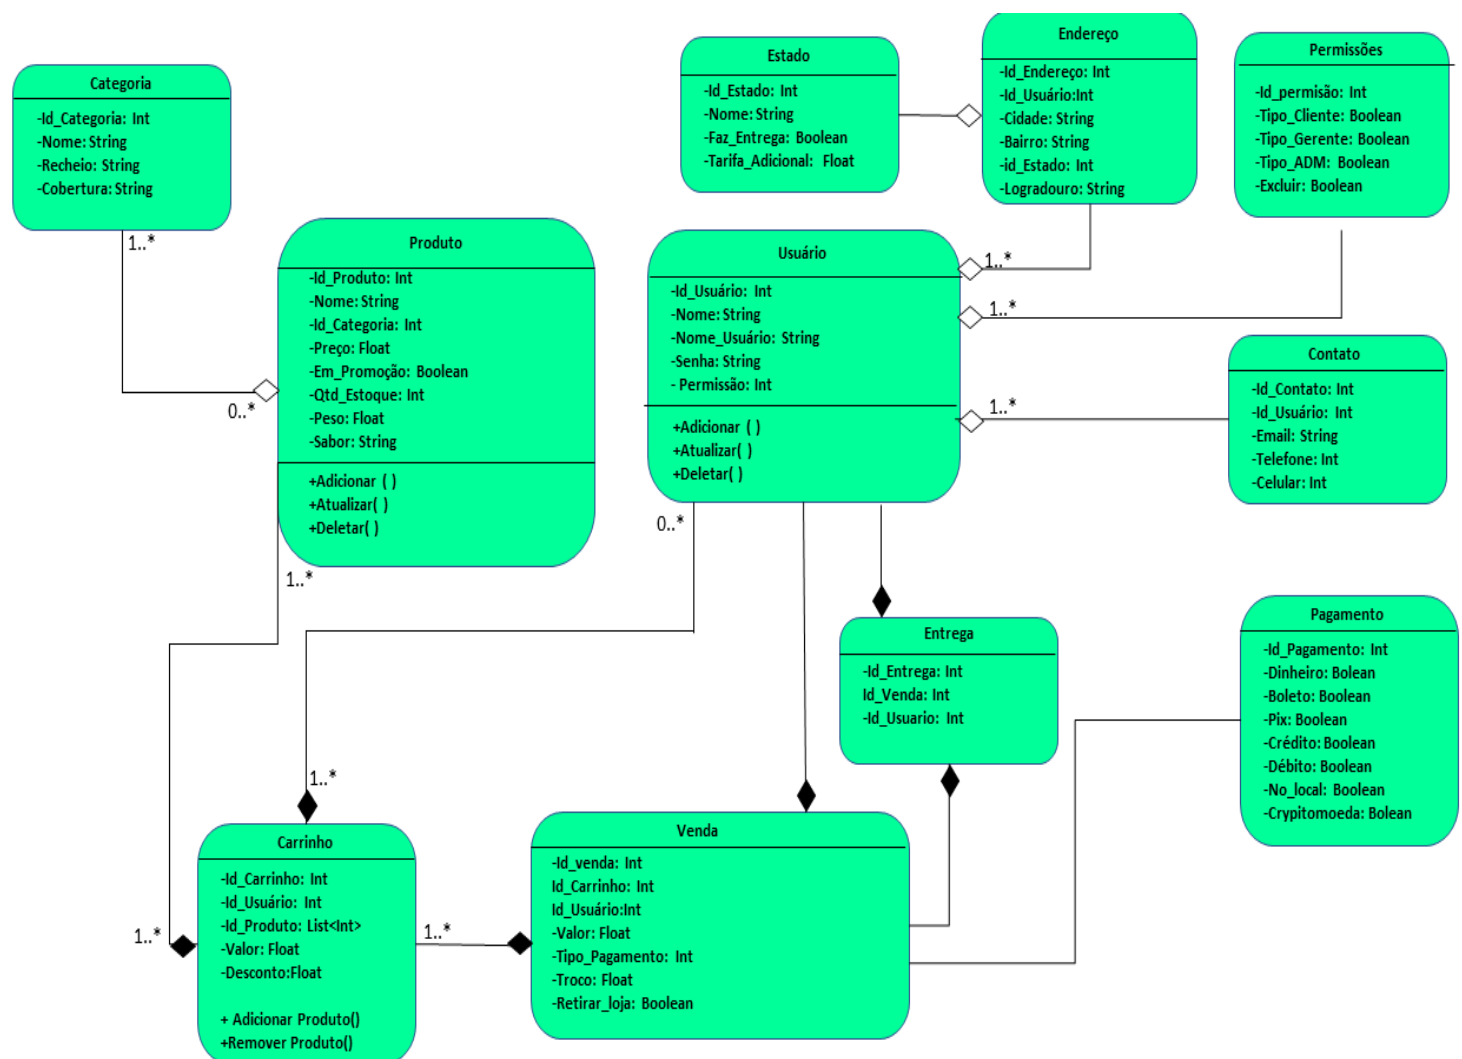 Categoria
-Id_Categoria: Int
-Nome: String
-Recheio: String
-Cobertura: String
1..*
0..*
Produto
-Id_Produto: Int
-Nome: String
-Id_Categoria: Int
-Preço: Float
-Em_Promoção: Boolean
-Qtd_Estoque: Int
-Peso: Float
-Sabor: String
+Adicionar ( )
+Atualizar( )
+Deletar( )
1..*
1..*
Estado
-Id_Estado: Int
-Nome: String
-Faz_Entrega: Boolean
-Tarifa_Adicional: Float
Endereço
-Id_Endereço: Int
-Id_Usuário:Int
-Cidade: String
-Bairro: String
-id_Estado: Int
-Logradouro: String
1..*
Permissões
-Id_permisão: Int
-Tipo_Cliente: Boolean
-Tipo_Gerente: Boolean
-Tipo_ADM: Boolean
-Excluir: Boolean
1..*
Usuário
-Id_Usuário: Int
-Nome: String
-Nome_Usuário: String
-Senha: String
- Permissão: Int
+Adicionar ( )
+Atualizar( )
+Deletar( )
0..*
1..*
1..*
Contato
-Id_Contato: Int
-Id_Usuário: Int
-Email: String
-Telefone: Int
-Celular: Int
Entrega
-Id_Entrega: Int
Id_Venda: Int
-Id_Usuario: Int
Pagamento
-Id_Pagamento: Int
-Dinheiro: Bolean
-Boleto: Boolean
-Pix: Boolean
-Crédito: Boolean
-Débito: Boolean
-No_local: Boolean
-Crypitomoeda: Bolean
Carrinho
-Id_Carrinho: Int
-Id_Usuário: Int
-Id_Produto: List<Int>
-Valor: Float
-Desconto:Float
+ Adicionar Produto()
+Remover Produto()
1..*
Venda
-Id_venda: Int
Id_Carrinho: Int
Id_Usuário:Int
-Valor: Float
-Tipo_Pagamento: Int
-Troco: Float
-Retirar_loja: Boolean